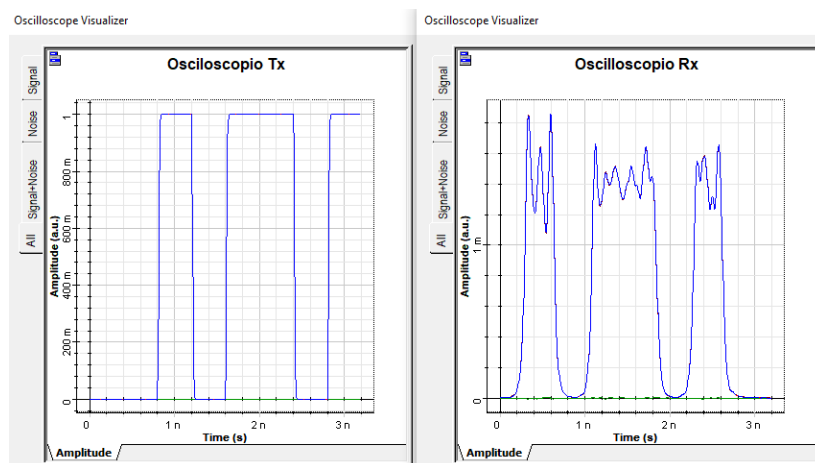 Oscilloscope Visualizer
Signal
Noise
Signal+Noise
All
Osciloscopio Tx
Amplitude (a.u.)
1
800 m
600 m
400 m
200 m
0
0
1 n
2 n
3 n
Time (s)
Amplitude
Oscilloscope Visualizer
Signal
Noise
Signal+Noise
All
Oscilloscopio Rx
Amplitude (a.u.)
1 m
0
0
1 n
2 n
3 n
Time (s)
Amplitude